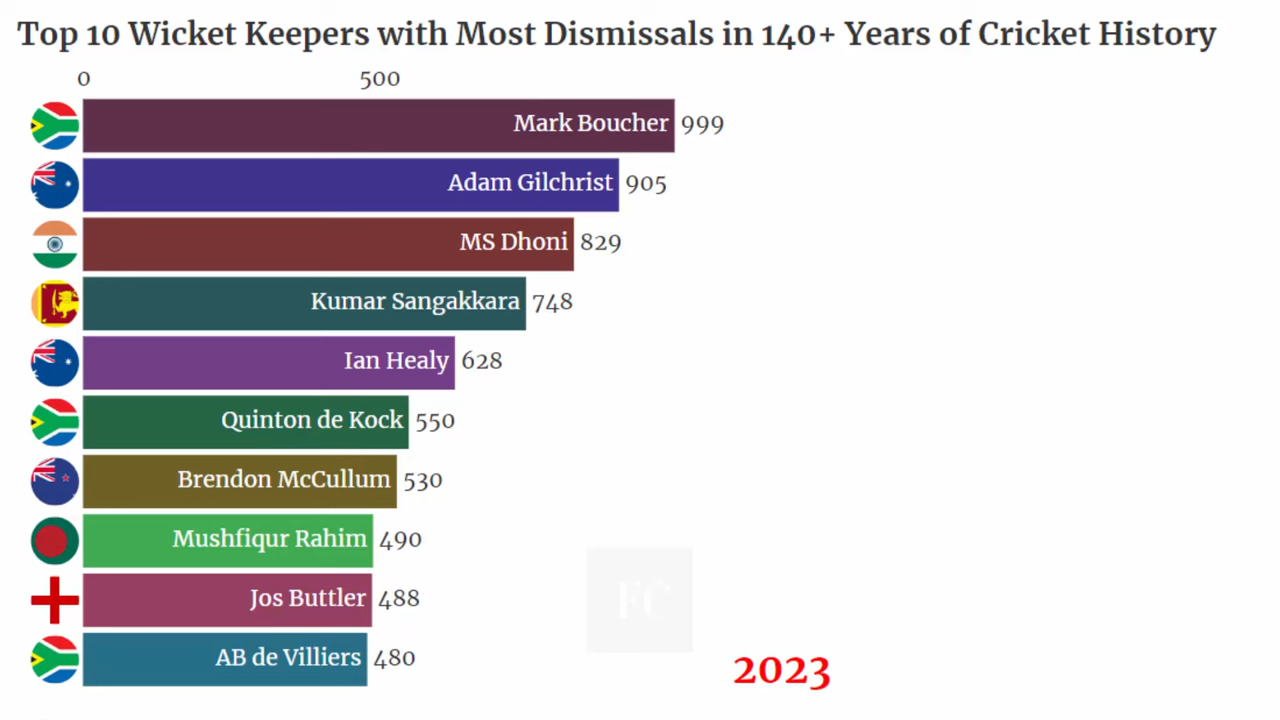 Top 10 Wicket Keepers with Most Dismissals in 140+ Years of Cricket History
0 500
Mark Boucher 999
Adam Gilchrist 905
MS Dhoni 829
Kumar Sangakkara 748
Ian Healy 628
Quinton de Kock 550
Brendon McCullum 530
Mushfiqur Rahim 490
Jos Buttler 488
AB de Villiers 480
FC
2023